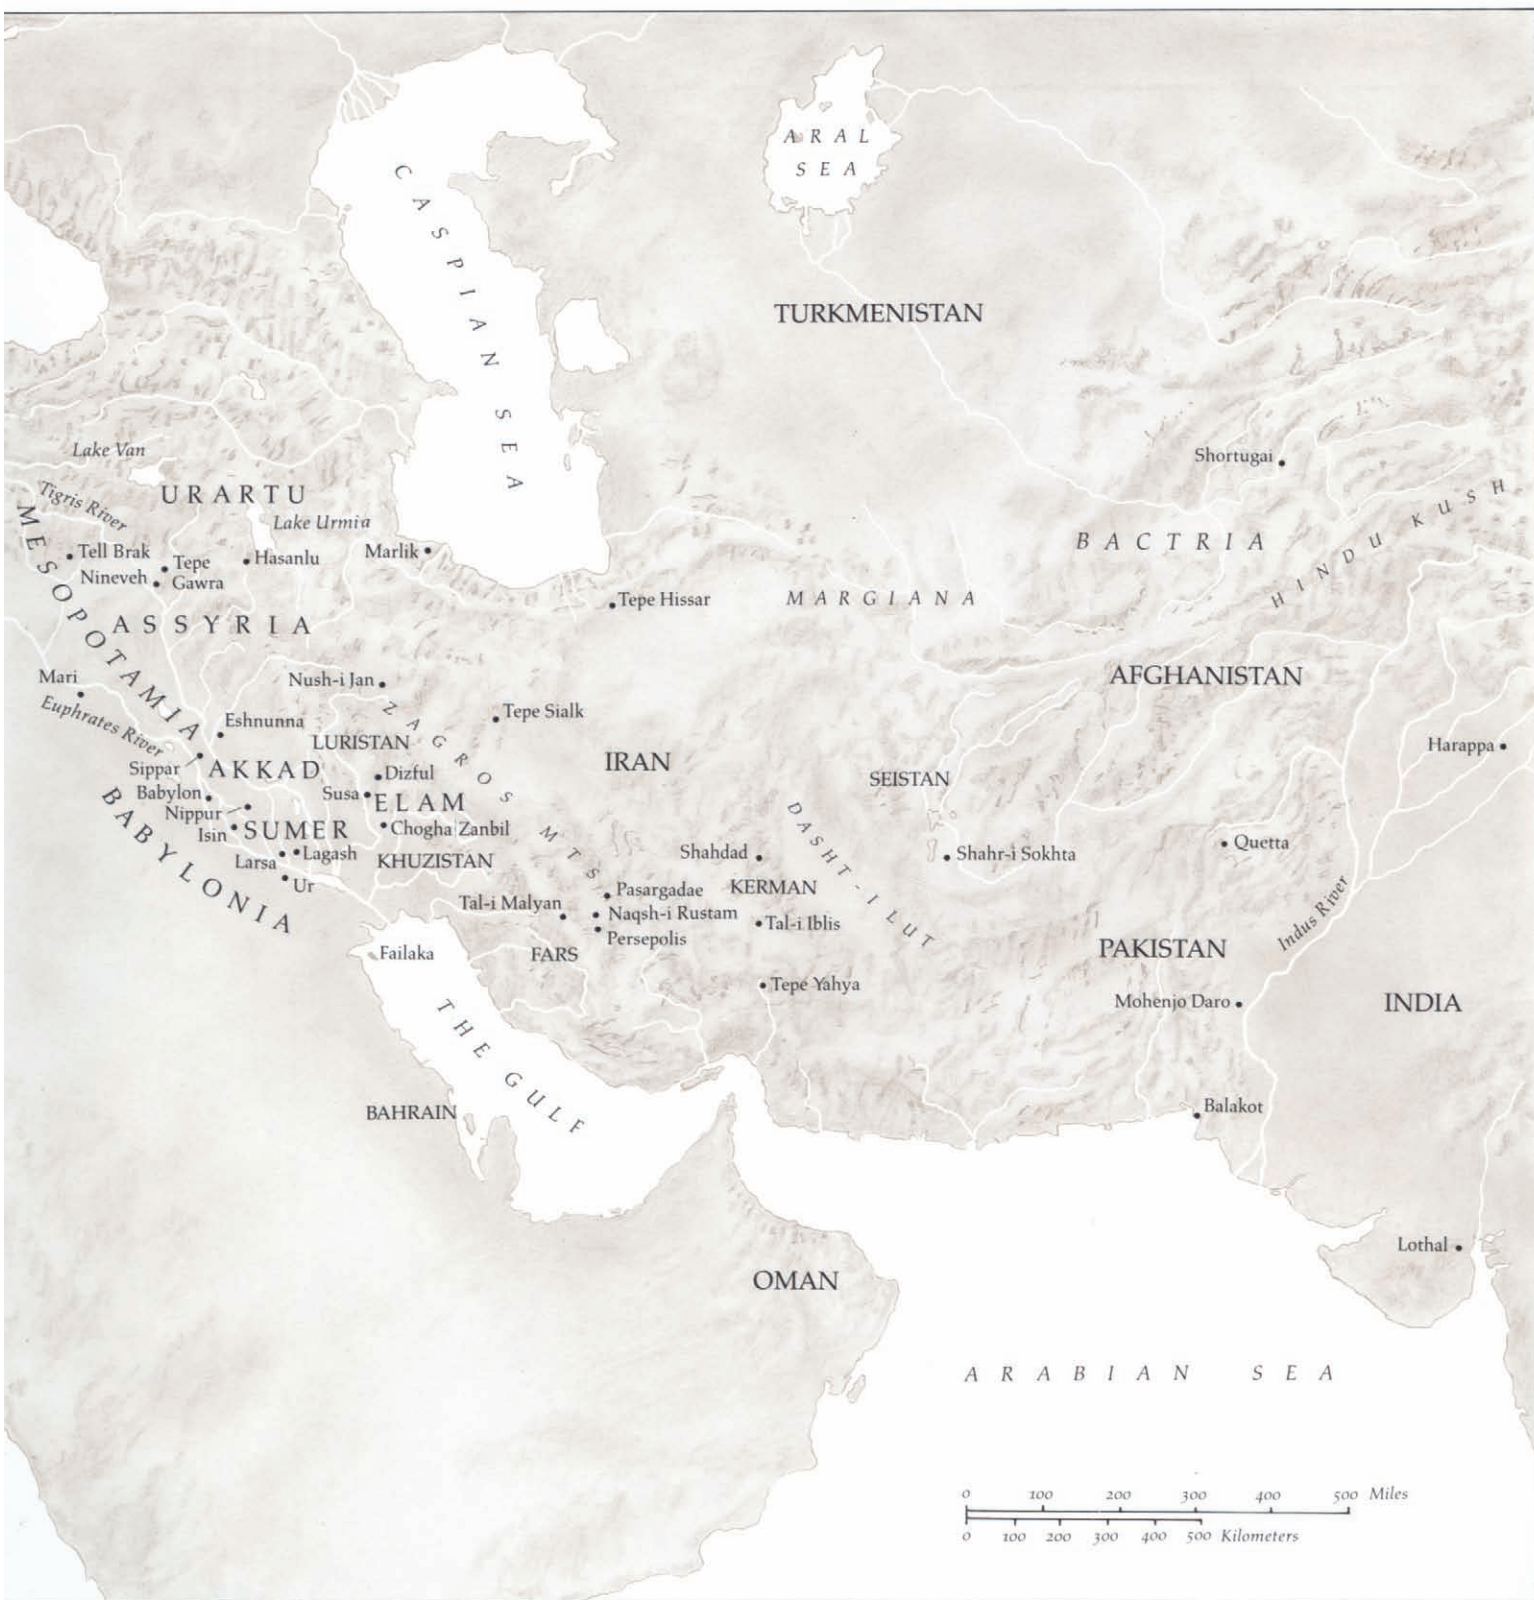 CASPIAN SEA
ARAL
SEA
TURKMENISTAN
Lake Van
Shortugai
URARTU
Tigris River
Lake Urmia
HINDU KUSH
MESOPOTAMIA
BACTRIA
Tell Brak
Tepe
Gawra
Hasanlu
Marlik
Nineveh
Tepe Hissar
MARGIANA
ASSYRIA
Mari
Nush-i Jan
AFGHANISTAN
Euphrates River
Eshnunna
ZAGROS MTS
Tepe Sialk
LURISTAN
Harappa
IRAN
Sippar
AKKAD
Dizful
SEISTAN
Babylon
Susa
ELAM
BABYLONIA
Nippur
DASHT-I LUT
Isin
SUMER
Chogha Zanbil
Quetta
Larsa
Lagash
KHUZISTAN
Shahdad
Shahr-i Sokhta
Ur
Pasargadae
KERMAN
Tal-i Malyan
Naqsh-i Rustam
Tal-i Iblis
Indus River
Persepolis
Failaka
FARS
PAKISTAN
Tepe Yahya
Mohenjo Daro
INDIA
THE GULF
BAHRAIN
Balakot
Lothal
OMAN
ARABIAN SEA
0 100 200 300 400 500 Miles
0 100 200 300 400 500 Kilometers